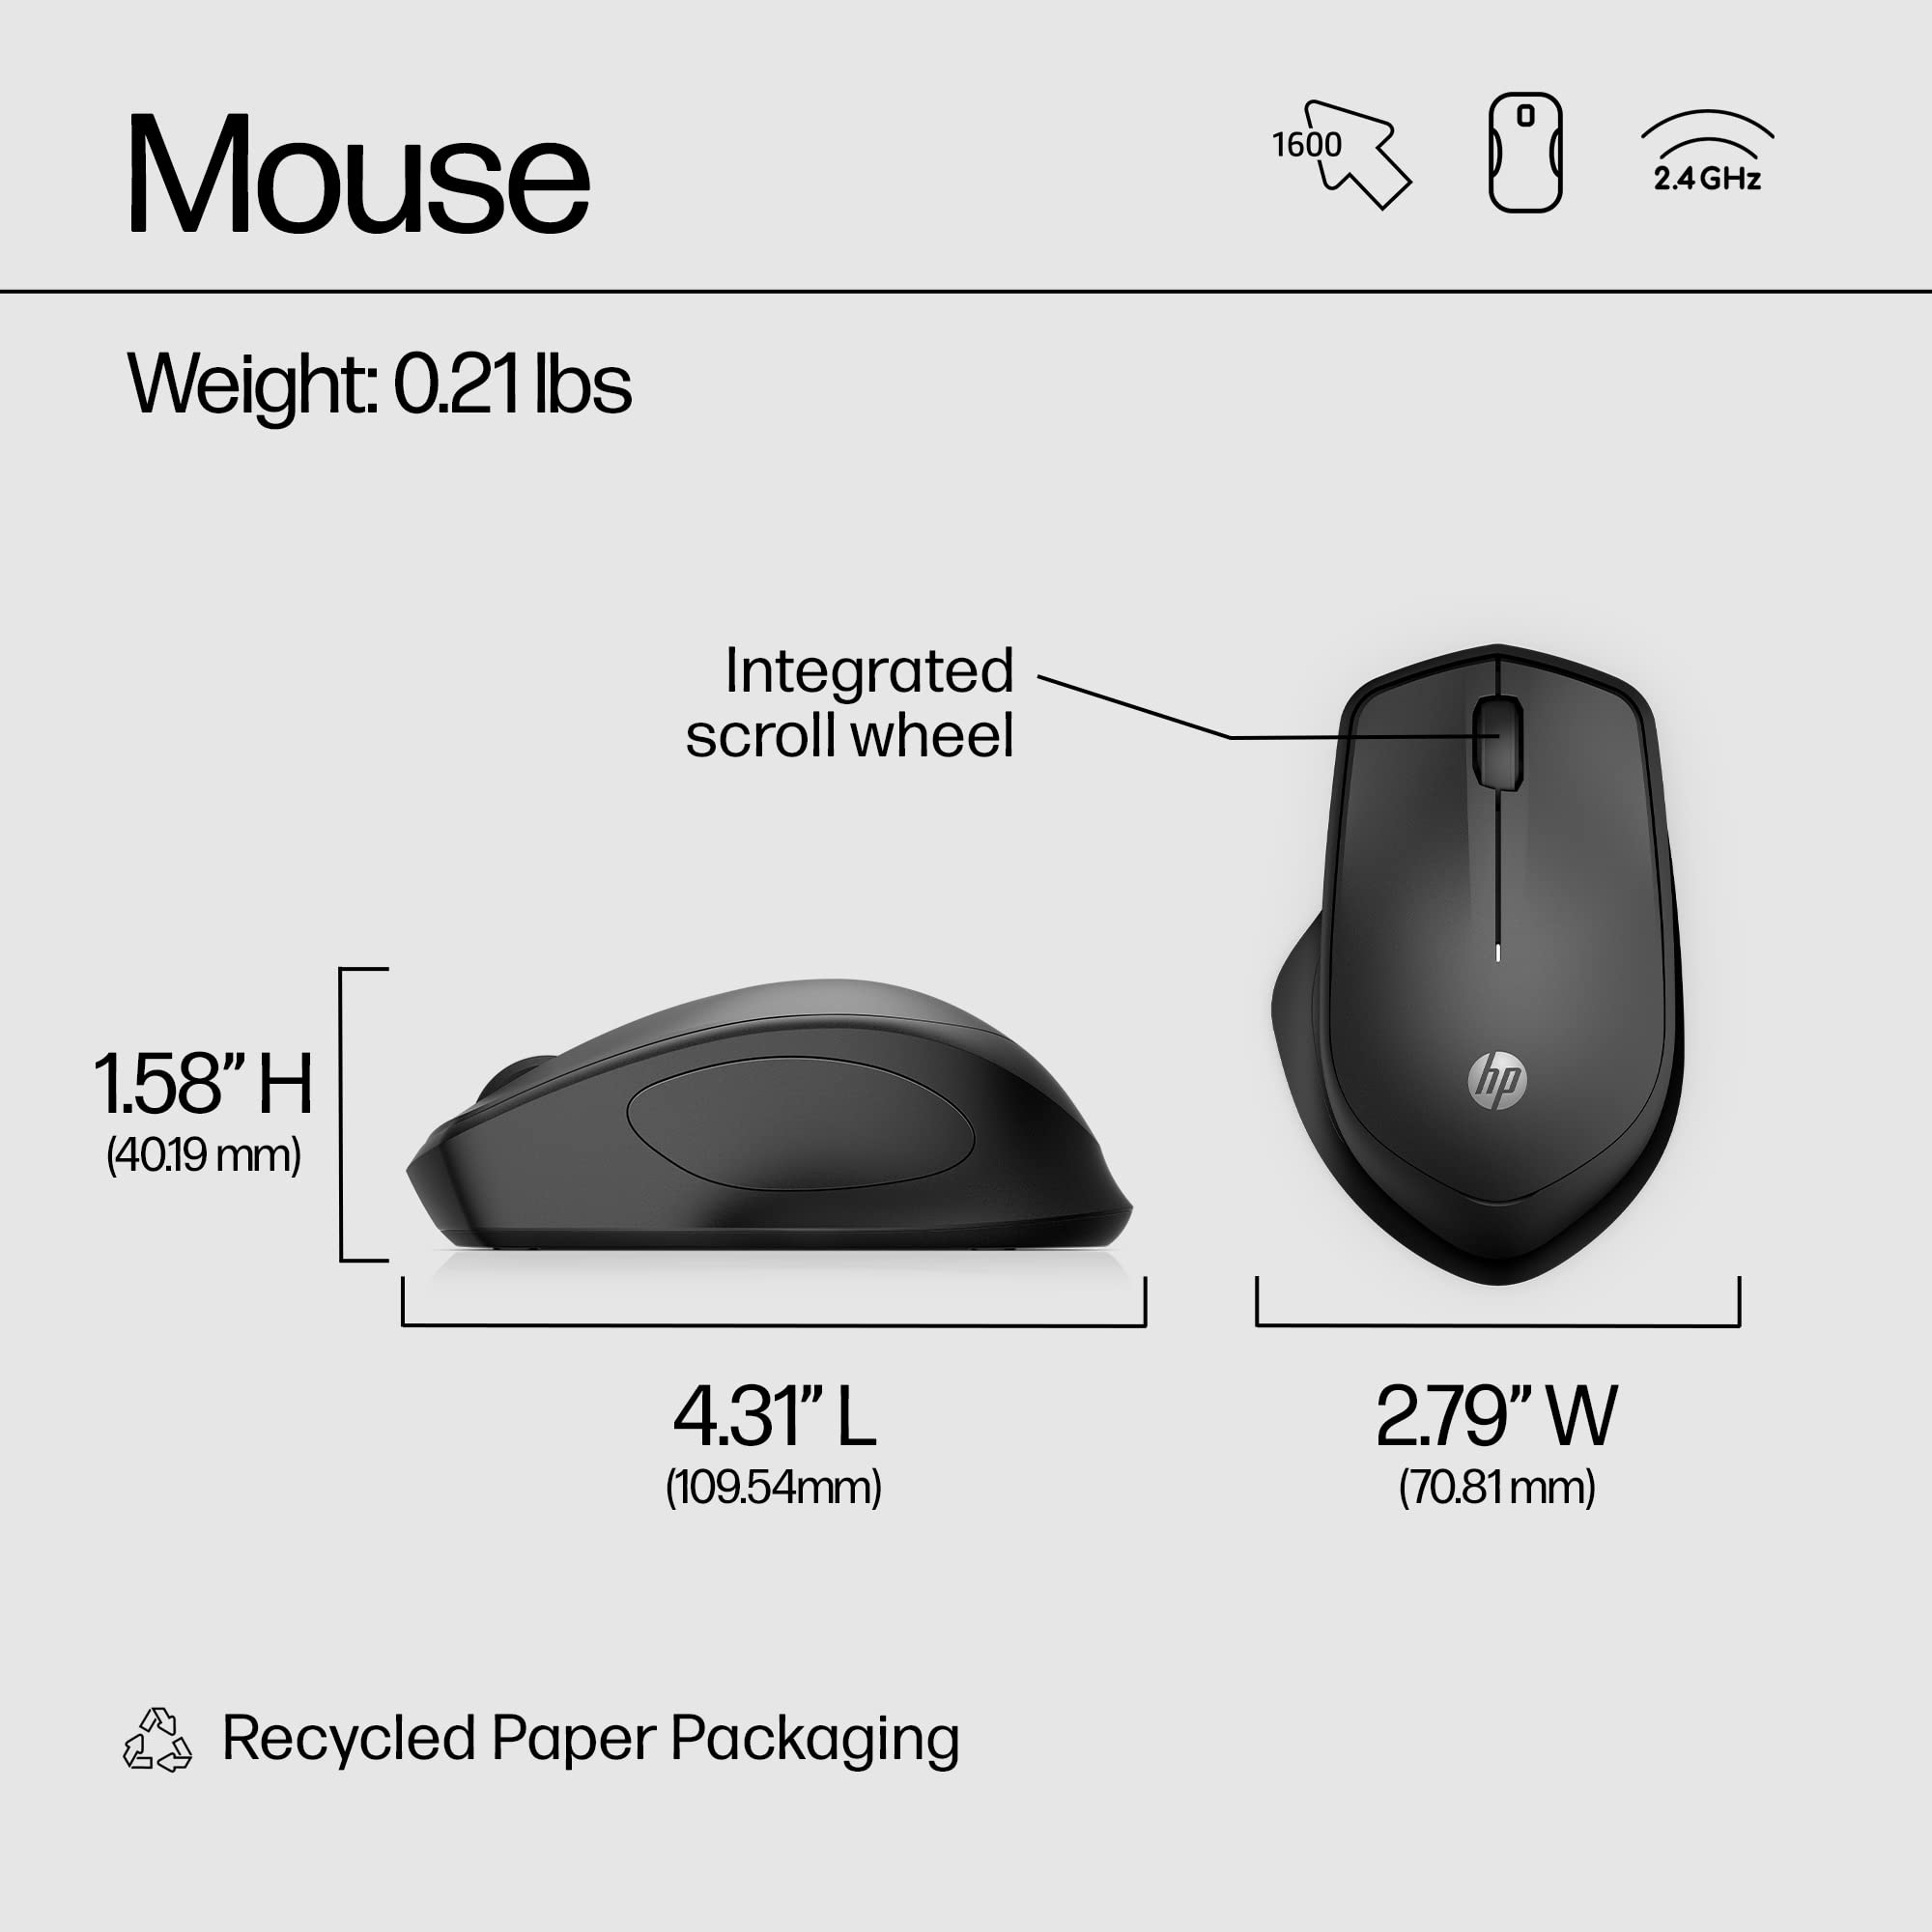 Mouse
1600
2.4 GHz
Weight: 0.21 lbs
Integrated
scroll wheel
hp
1.58” H
(40.19 mm)
4.31” L
(109.54mm)
2.79” W
(70.81 mm)
Recycled Paper Packaging